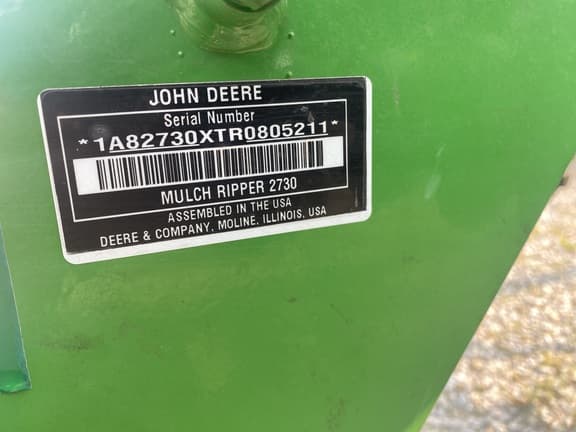 JOHN DEERE
Serial Number
*1A82730XTR0805211*
MULCH RIPPER 2730
ASSEMBLED IN THE USA
DEERE & COMPANY. MOLINE. ILLINOIS. USA